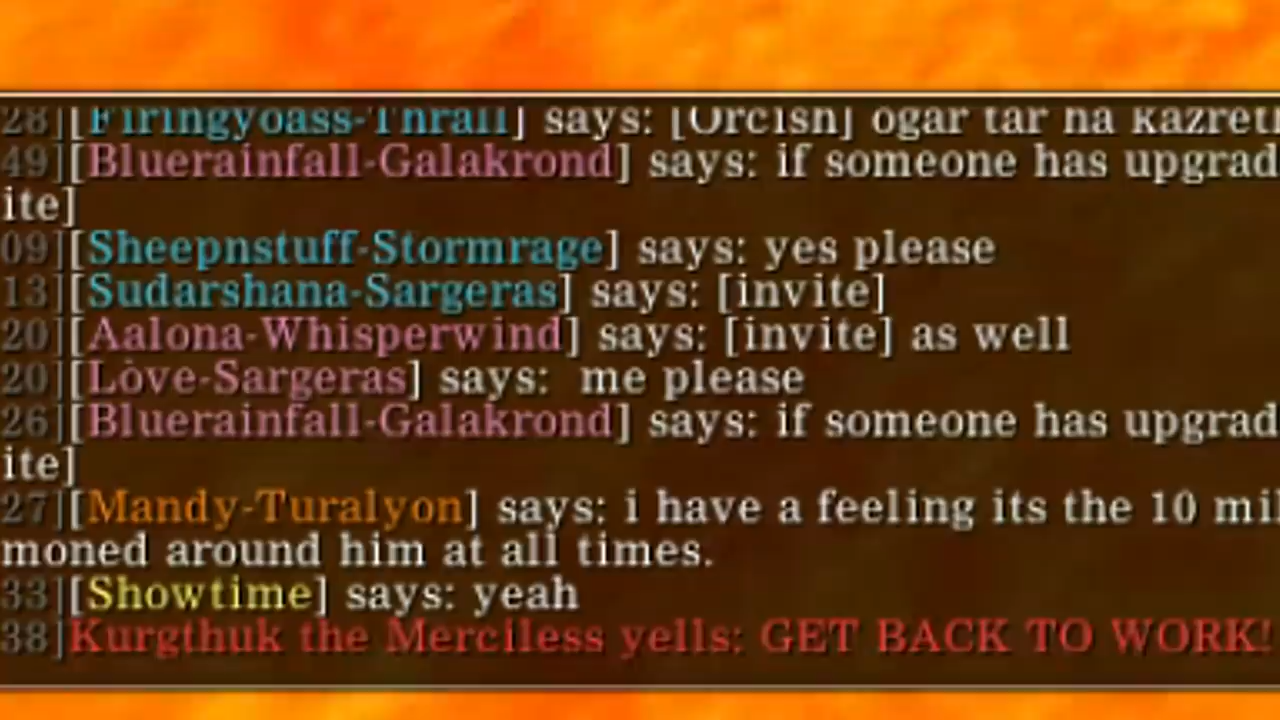 28][Firingyoass-Thrall] says: [Orcish] ogar tar na
49][Bluerainfall-Galakrond] says: if someone has upgrad
ite]
09][Sheepnstuff-Stormrage] says: yes please
13][Sudarshana-Sargeras] says: [invite]
20][Aalona-Whisperwind] says: [invite] as well
20][Lòve-Sargeras] says:  me please
26][Bluerainfall-Galakrond] says: if someone has upgrad
ite]
27][Mandy-Turalyon] says: i have a feeling its the 10 mil
moned around him at all times.
33][Showtime] says: yeah
38]Kurgthuk the Merciless yells: GET BACK TO WORK!